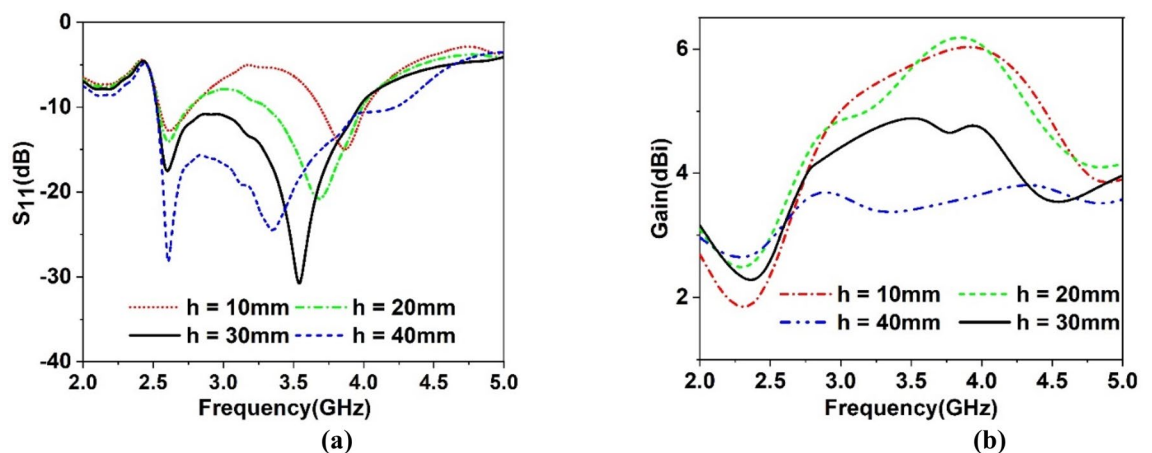 0
-10
-20
-30
-40
S11(dB)
h = 10mm h = 20mm
h = 30mm h = 40mm
2.0 2.5 3.0 3.5 4.0 4.5 5.0
Frequency(GHz)
(a)
6
4
2
Gain(dBi)
h = 10mm h = 20mm
h = 40mm h = 30mm
2.0 2.5 3.0 3.5 4.0 4.5 5.0
Frequency(GHz)
(b)